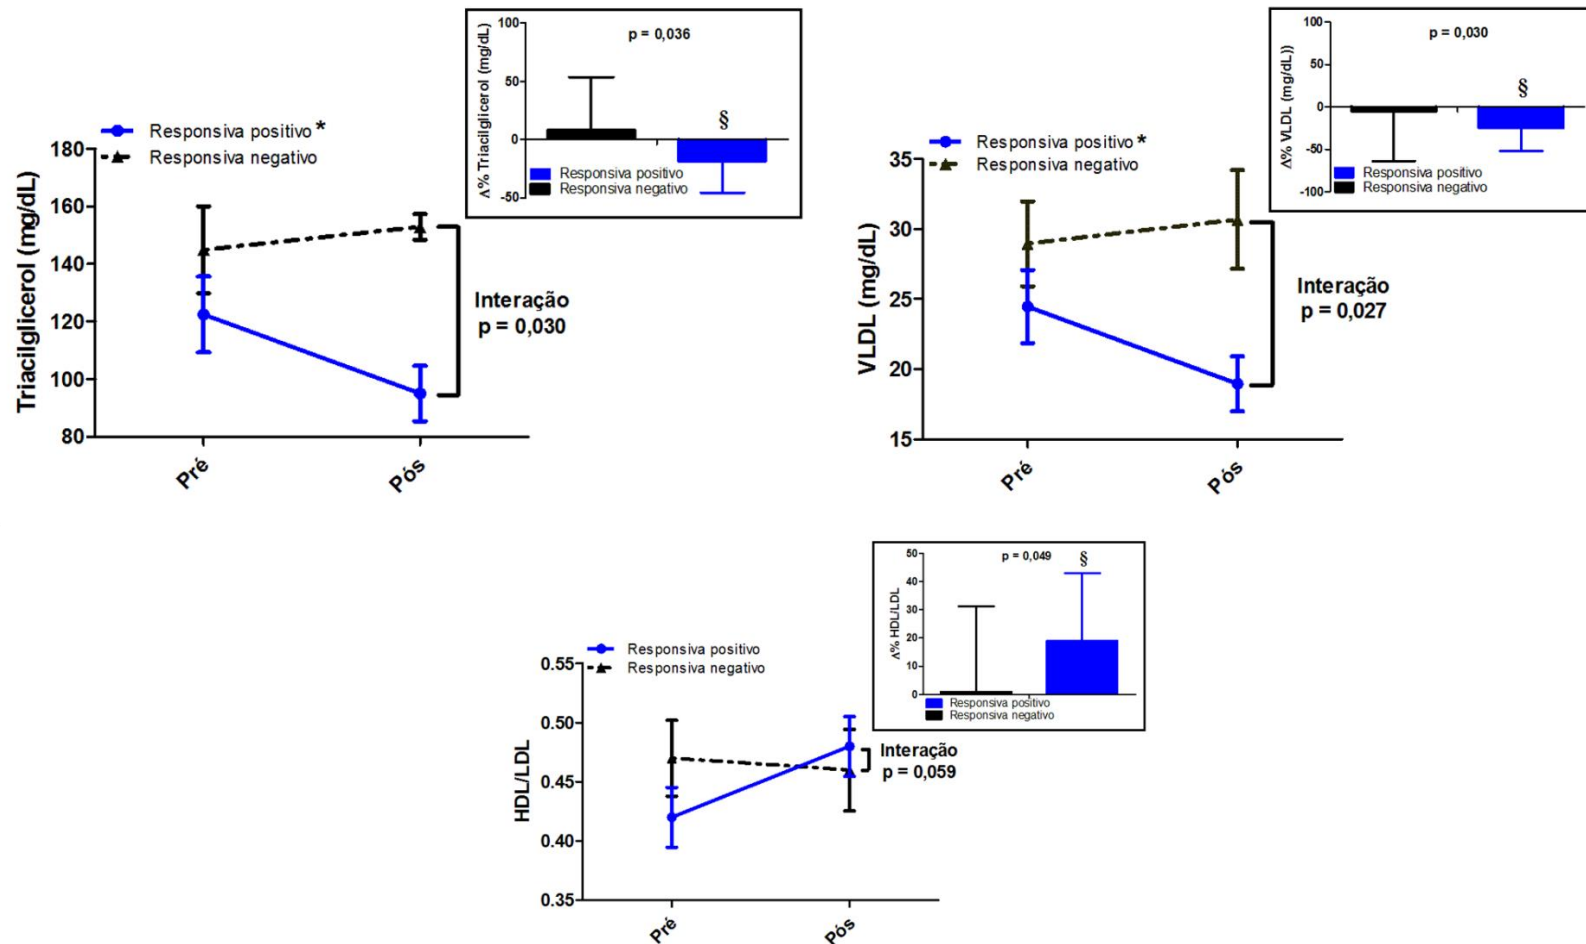 Triacilglicerol (mg/dL)
180
160
140
120
100
80
Responsiva positivo *
Responsiva negativo
Pré
Pós
Interação
p = 0,030
Δ% Triacilglicerol (mg/dL)
100
50
0
-50
p = 0,036
§
Responsiva positivo
Responsiva negativo
VLDL (mg/dL)
35
30
25
20
15
Responsiva positivo *
Responsiva negativo
Pré
Pós
Interação
p = 0,027
Δ% VLDL (mg/dL))
100
50
0
-50
-100
p = 0,030
§
Responsiva positivo
Responsiva negativo
HDL/LDL
0.55
0.50
0.45
0.40
0.35
Responsiva positivo
Responsiva negativo
Pré
Pós
Interação
p = 0,059
Δ% HDL/LDL
50
40
30
20
10
0
p = 0,049
§
Responsiva positivo
Responsiva negativo